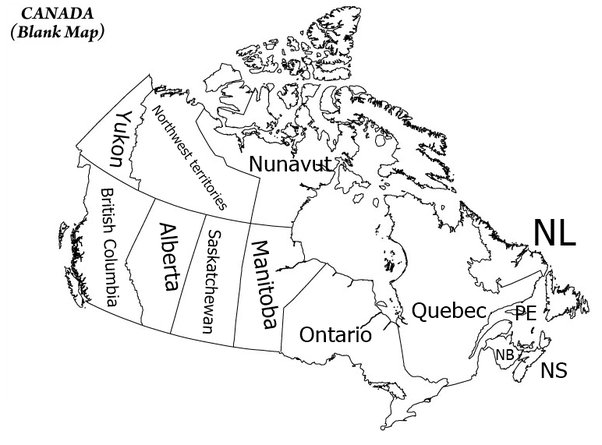 CANADA
(Blank Map)
Yukon
Northwest territories
Nunavut
British Columbia
Alberta
Saskatchewan
Manitoba
Ontario
Quebec
NL
PE
NB
NS